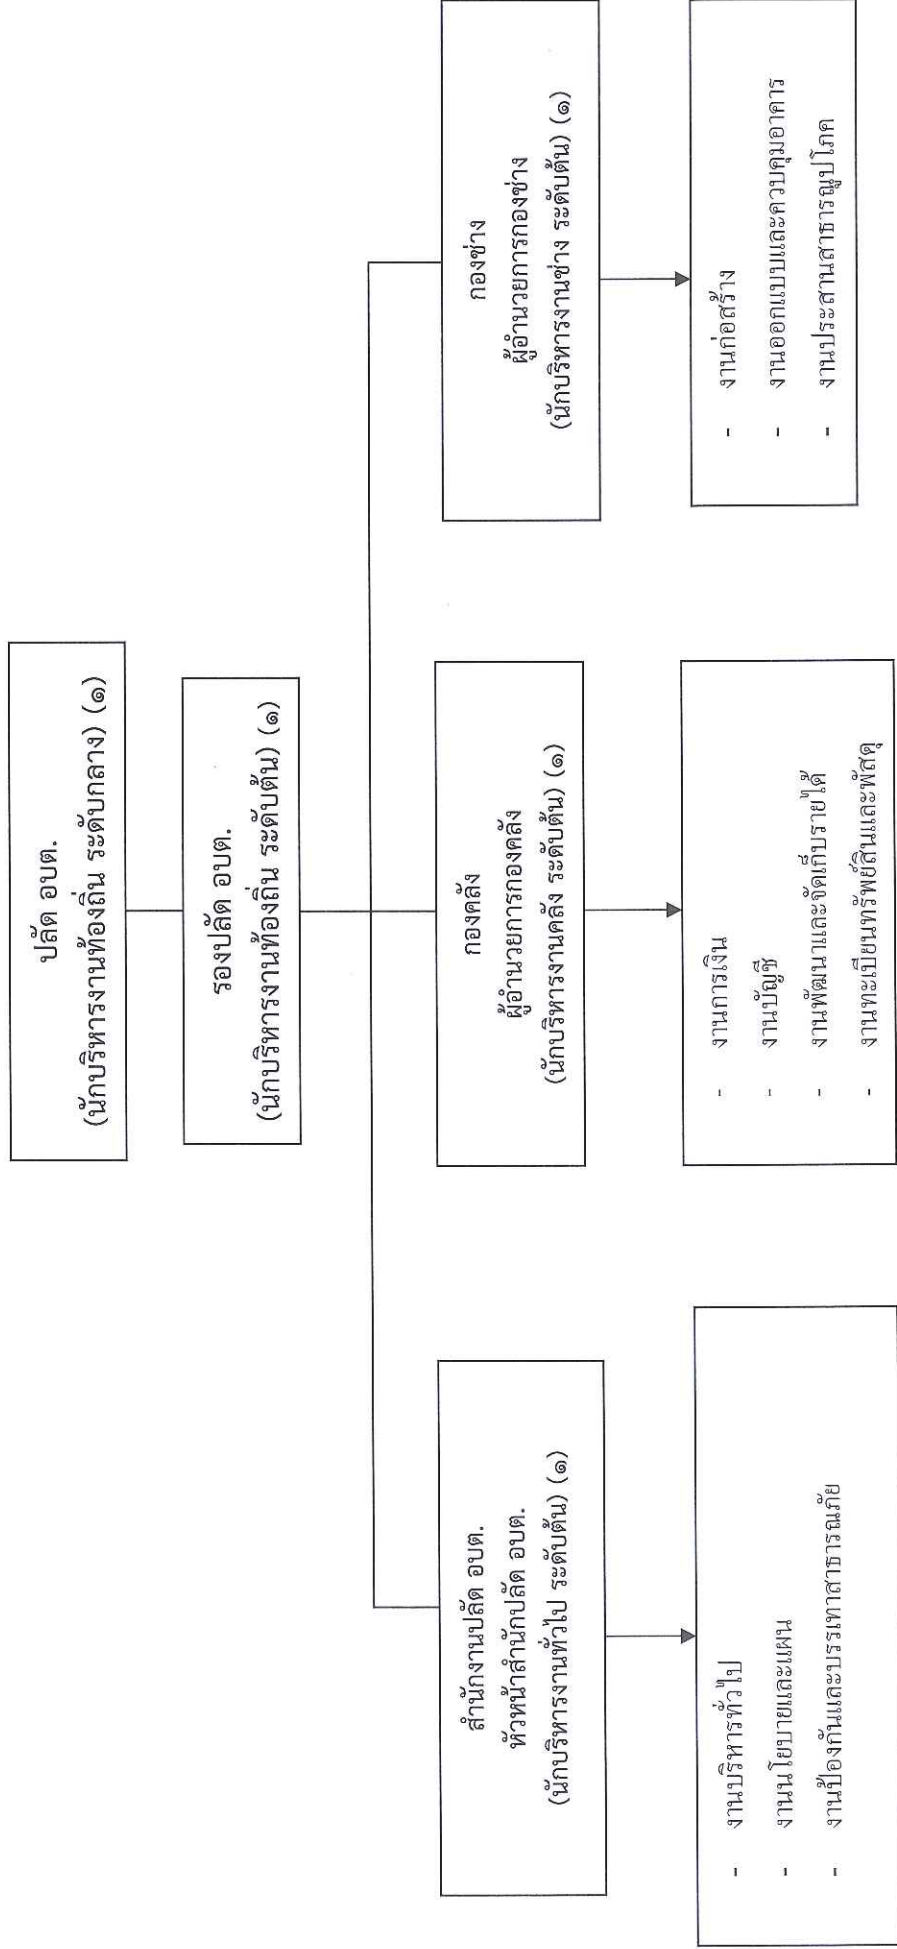 ปลัด อบต.
(นักบริหารงานท้องถิ่น ระดับกลาง) (๑)
รองปลัด อบต.
(นักบริหารงานท้องถิ่น ระดับต้น) (๑)
สำนักงานปลัด อบต.
หัวหน้าสำนักปลัด อบต.
(นักบริหารงานทั่วไป ระดับต้น) (๑)
กองคลัง
ผู้อำนวยการกองคลัง
(นักบริหารงานคลัง ระดับต้น) (๑)
กองช่าง
ผู้อำนวยการกองช่าง
(นักบริหารงานช่าง ระดับต้น) (๑)
- งานบริหารทั่วไป
- งานนโยบายและแผน
- งานป้องกันและบรรเทาสาธารณภัย
- งานการเงิน
- งานบัญชี
- งานพัฒนาและจัดเก็บรายได้
- งานทะเบียนทรัพย์สินและพัสดุ
- งานก่อสร้าง
- งานออกแบบและควบคุมอาคาร
- งานประสานสาธารณูปโภค